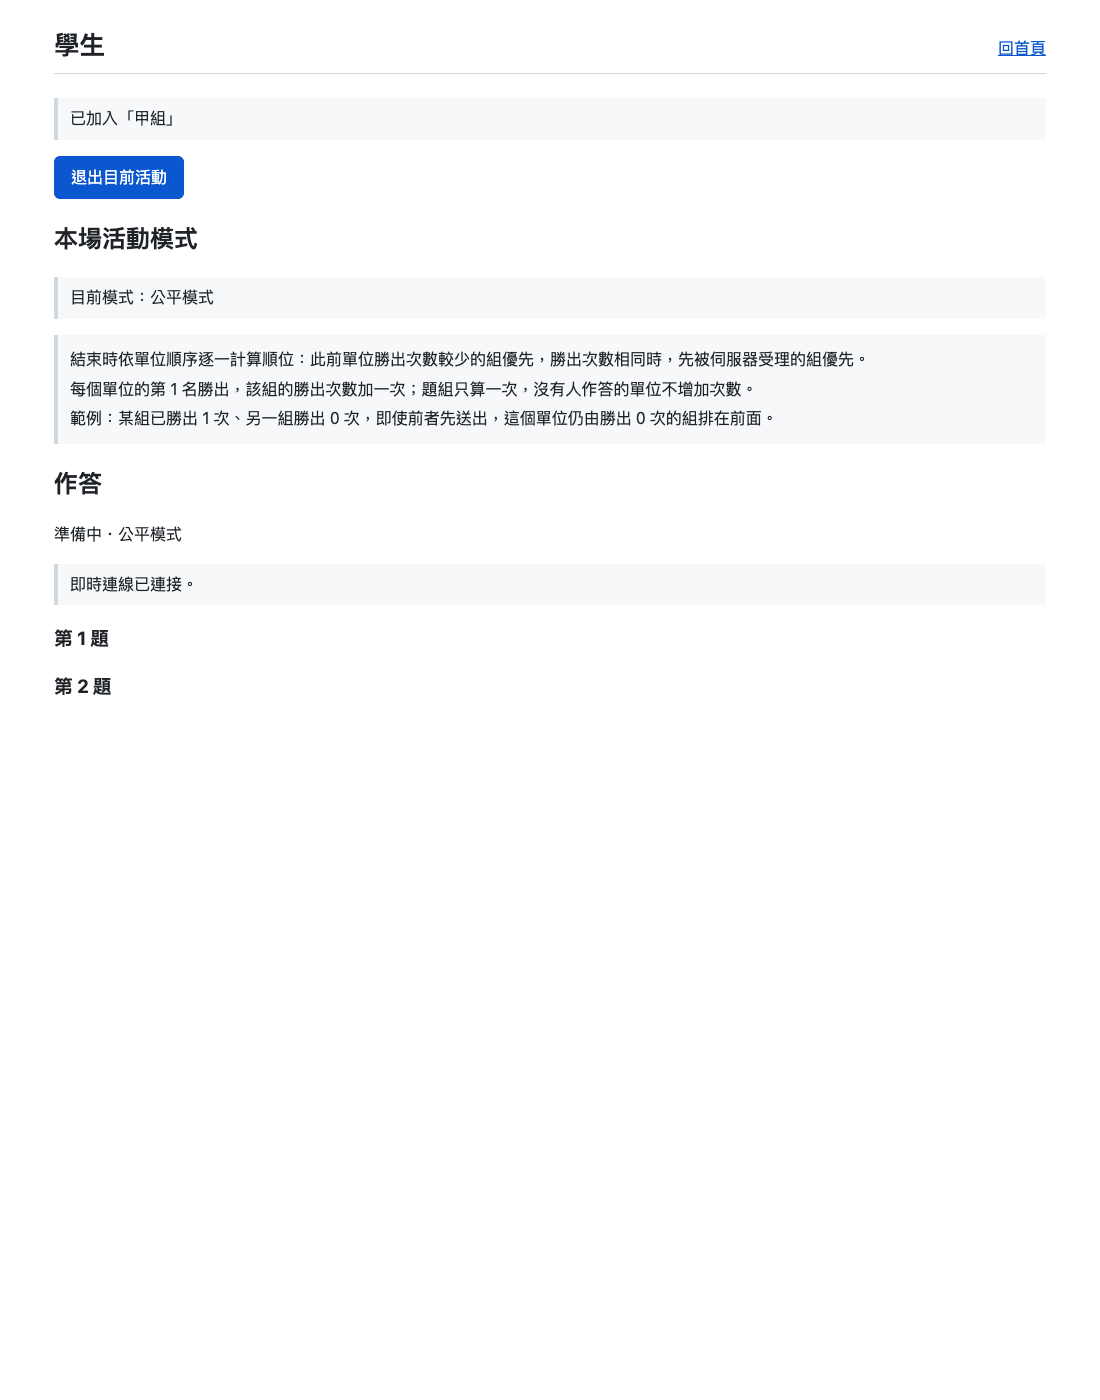 學生
回首頁
已加入「甲組」
退出目前活動
本場活動模式
目前模式：公平模式
結束時依單位順序逐一計算順位：此前單位勝出次數較少的組優先，勝出次數相同時，先被伺服器受理的組優先。
每個單位的第 1 名勝出，該組的勝出次數加一次；題組只算一次，沒有人作答的單位不增加次數。
範例：某組已勝出 1 次、另一組勝出 0 次，即使前者先送出，這個單位仍由勝出 0 次的組排在前面。
作答
準備中．公平模式
即時連線已連接。
第 1 題
第 2 題